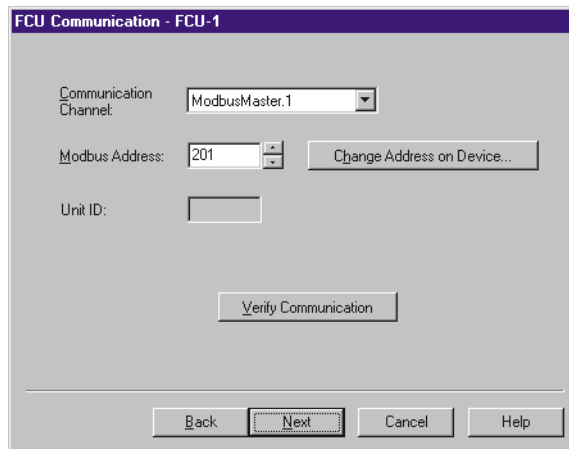 FCU Communication - FCU-1
Communication
Channel:
ModbusMaster.1
Modbus Address:
201
Change Address on Device...
Unit ID:
Verify Communication
Back
Next
Cancel
Help